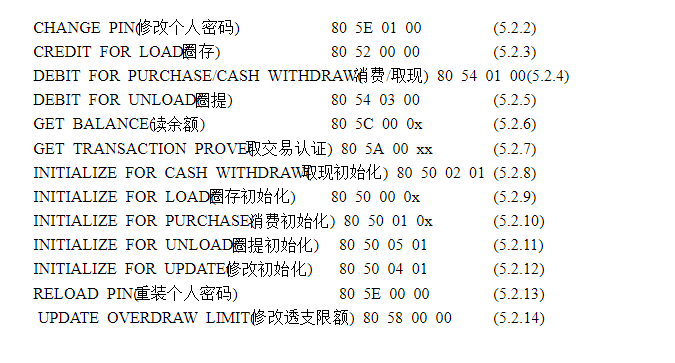 CHANGE PIN(修改个人密码) 80 5E 01 00 (5.2.2)
CREDIT FOR LOAD(圈存) 80 52 00 00 (5.2.3)
DEBIT FOR PURCHASE/CASH WITHDRAW(消费/取现) 80 54 01 00(5.2.4)
DEBIT FOR UNLOAD(圈提) 80 54 03 00 (5.2.5)
GET BALANCE(读余额) 80 5C 00 0x (5.2.6)
GET TRANSACTION PROVE(取交易认证) 80 5A 00 xx (5.2.7)
INITIALIZE FOR CASH WITHDRAW(取现初始化) 80 50 02 01 (5.2.8)
INITIALIZE FOR LOAD(圈存初始化) 80 50 00 0x (5.2.9)
INITIALIZE FOR PURCHASE(消费初始化) 80 50 01 0x (5.2.10)
INITIALIZE FOR UNLOAD(圈提初始化) 80 50 05 01 (5.2.11)
INITIALIZE FOR UPDATE(修改初始化) 80 50 04 01 (5.2.12)
RELOAD PIN(重装个人密码) 80 5E 00 00 (5.2.13)
UPDATE OVERDRAW LIMIT(修改透支限额) 80 58 00 00 (5.2.14)